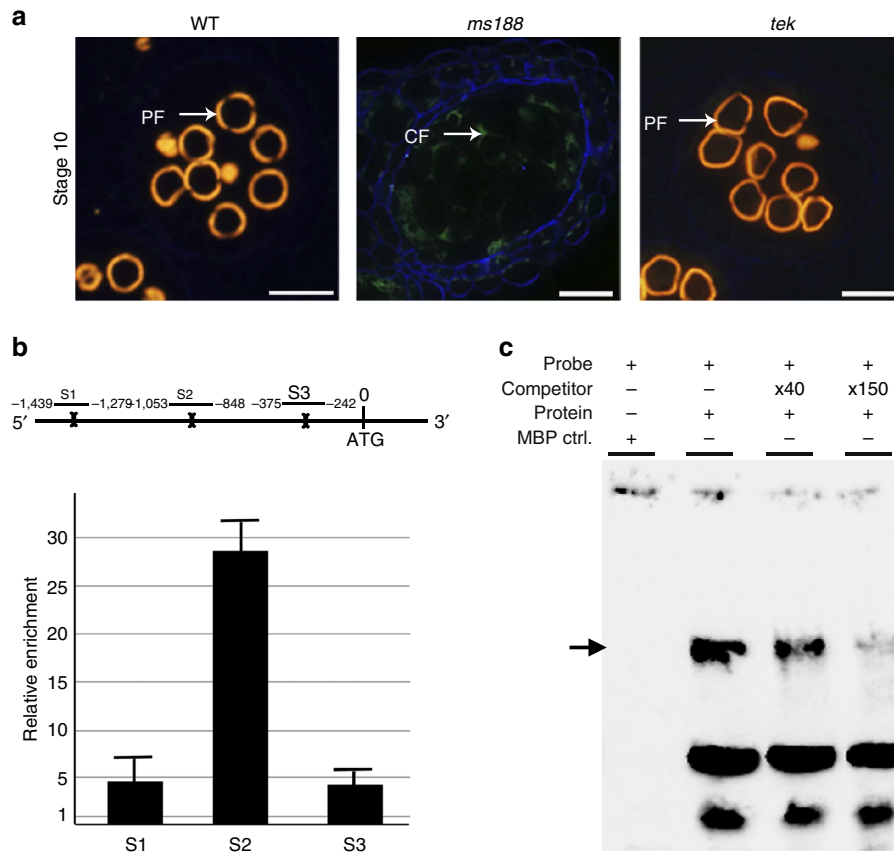 a
WT
ms188
tek
Stage 10
PF
CF
PF
b
−1,439 S1 −1,279 −1,053 S2 −848 −375 S3 −242 0
5′ 3′
ATG
Relative enrichment
30
25
20
15
10
5
1
S1 S2 S3
c
Probe + + + +
Competitor − − x40 x150
Protein − + + +
MBP ctrl. + − − −